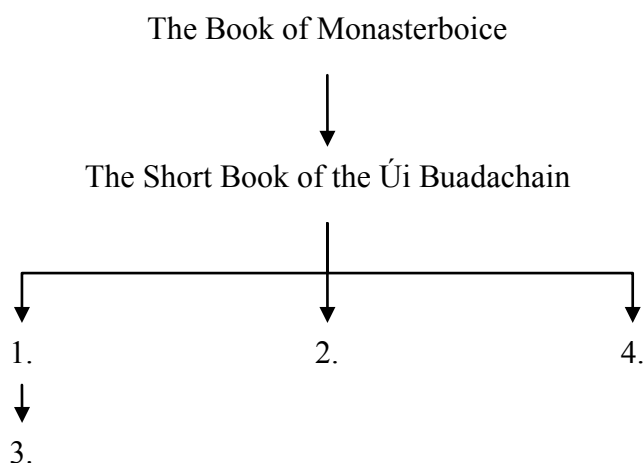 The Book of Monasterboice
The Short Book of the Úi Buadachain
1. 2. 4.
3.